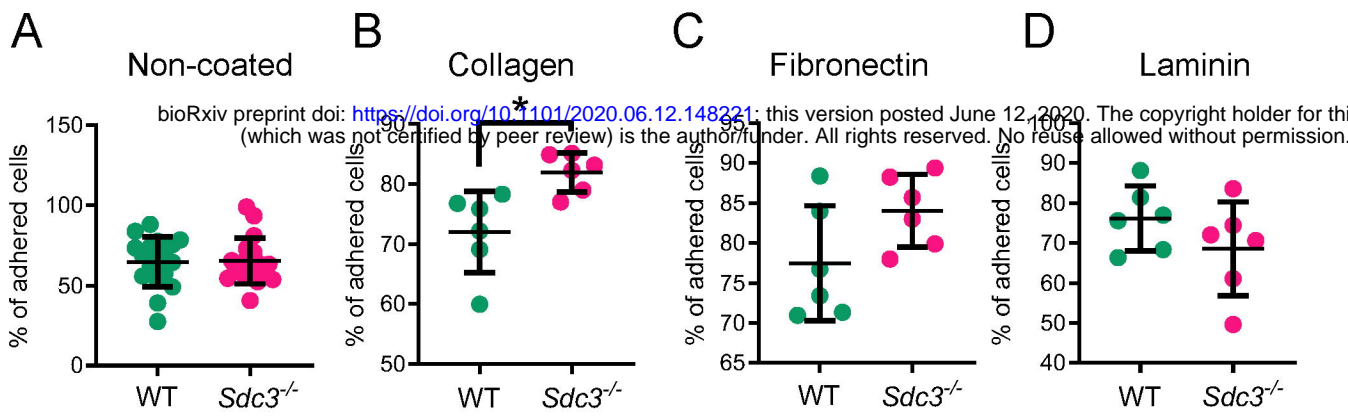 A B C D
Non-coated Collagen Fibronectin Laminin
*
bioRxiv preprint doi: https://doi.org/10.1101/2020.06.12.148221; this version posted June 12, 2020. The copyright holder for thi
(which was not certified by peer review) is the author/funder. All rights reserved. No reuse allowed without permission.
% of adhered cells
150
100
50
0
WT Sdc3-/-
% of adhered cells
90
80
70
60
50
WT Sdc3-/-
% of adhered cells
95
90
85
80
75
70
65
WT Sdc3-/-
% of adhered cells
100
90
80
70
60
50
40
WT Sdc3-/-